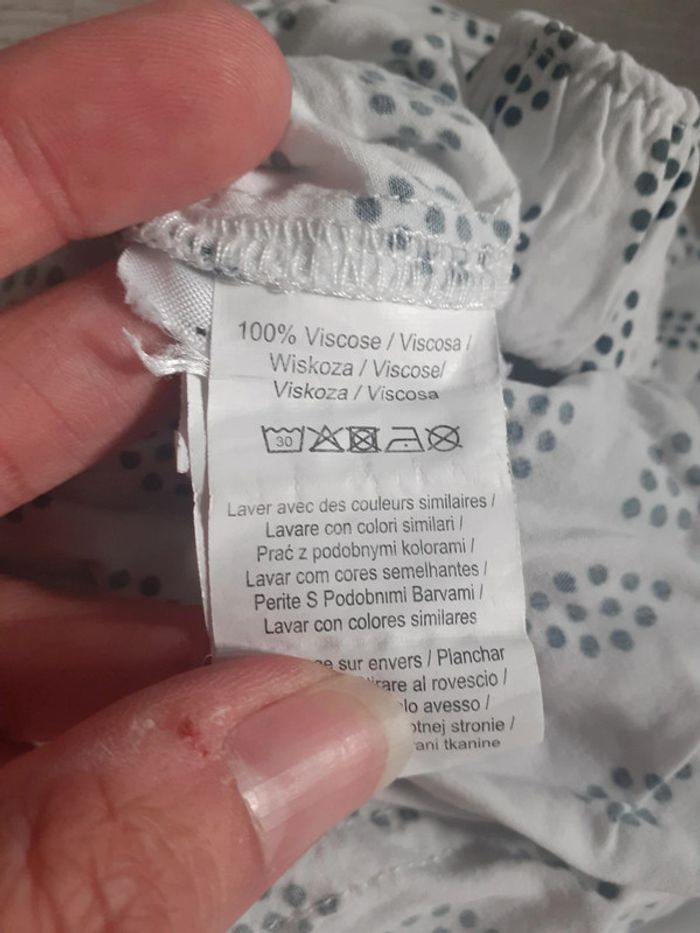 100% Viscose / Viscosa /
Wiskoza / Viscose/
Viskoza / Viscosa
30
Laver avec des couleurs similaires /
Lavare con colori similari /
Prać z podobnymi kolorami /
Lavar com cores semelhantes /
Perite S Podobnimi Barvami /
Lavar con colores similares
sur envers / Planchar
al rovescio /
avesso /
stronie /
tkanine